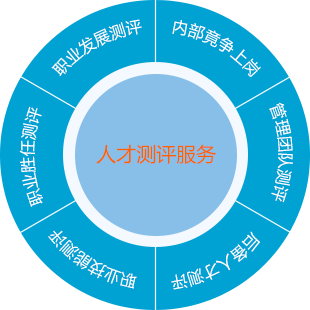 内部竟争上岗
管理团队测评
后备人才测评
职业技能测评
职业胜任测评
职业发展测评
人才测评服务